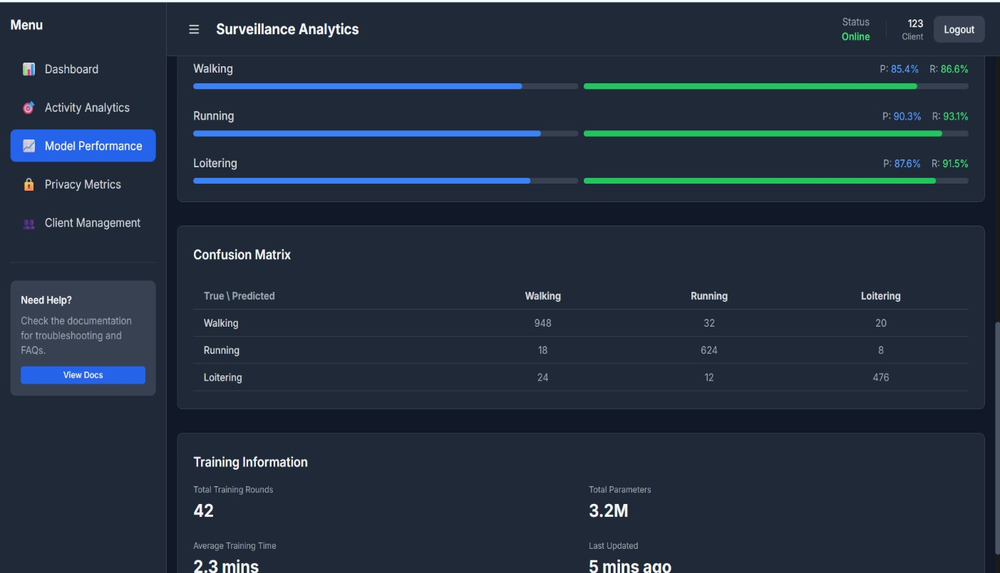 Menu
Dashboard
Activity Analytics
Model Performance
Privacy Metrics
Client Management
Need Help?
Check the documentation
for troubleshooting and
FAQs.
View Docs
☰ Surveillance Analytics
Status
Online
123
Client
Logout
Walking P: 85.4% R: 86.6%
Running P: 90.3% R: 93.1%
Loitering P: 87.6% R: 91.5%
Confusion Matrix
True \ Predicted Walking Running Loitering
Walking 948 32 20
Running 18 624 8
Loitering 24 12 476
Training Information
Total Training Rounds
42
Total Parameters
3.2M
Average Training Time
2.3 mins
Last Updated
5 mins ago